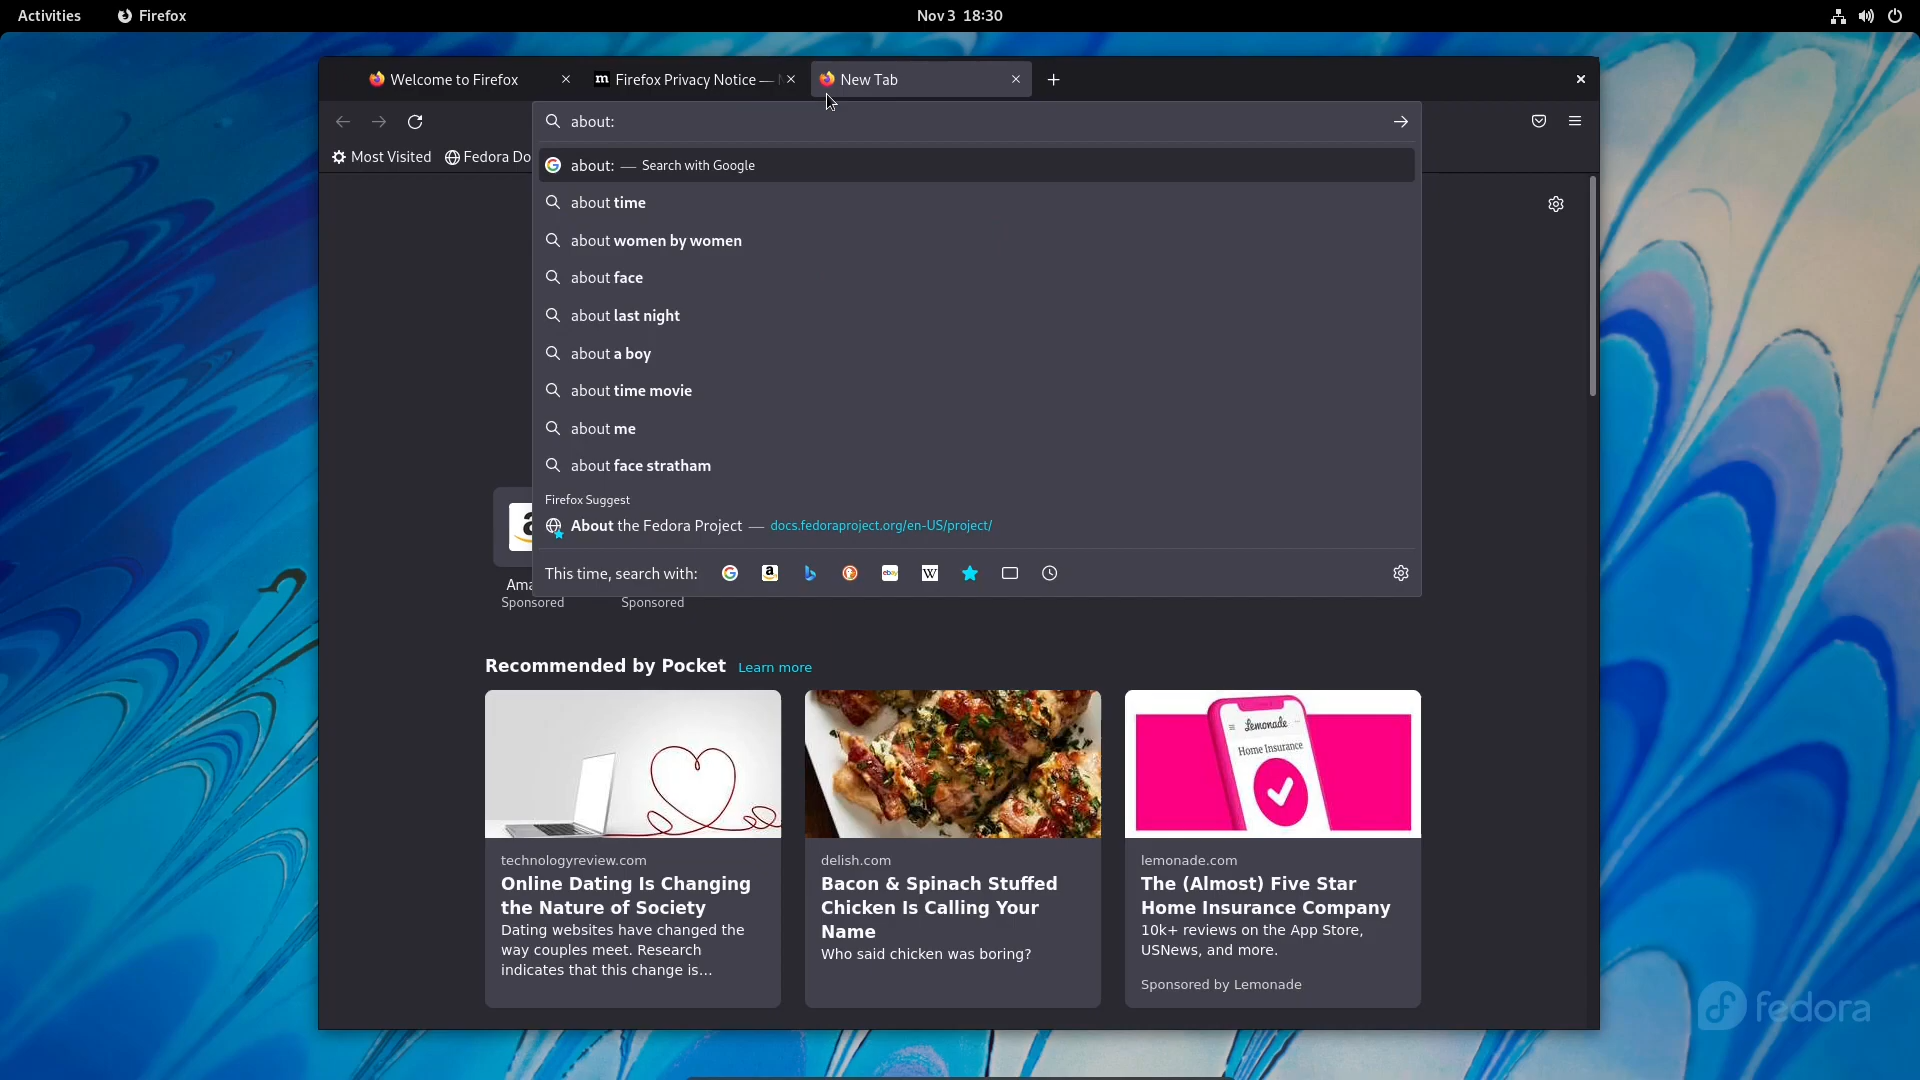 Activities
Firefox
Nov 3 18:30
Welcome to Firefox
Firefox Privacy Notice —
New Tab
about:
Most Visited
Fedora Do
about: — Search with Google
about time
about women by women
about face
about last night
about a boy
about time movie
about me
about face stratham
Firefox Suggest
About the Fedora Project — docs.fedoraproject.org/en-US/project/
This time, search with:
Ama
Sponsored
Sponsored
Recommended by Pocket Learn more
technologyreview.com
Online Dating Is Changing
the Nature of Society
Dating websites have changed the
way couples meet. Research
indicates that this change is...
delish.com
Bacon & Spinach Stuffed
Chicken Is Calling Your
Name
Who said chicken was boring?
Lemonade
Home Insurance
lemonade.com
The (Almost) Five Star
Home Insurance Company
10k+ reviews on the App Store,
USNews, and more.
Sponsored by Lemonade
fedora